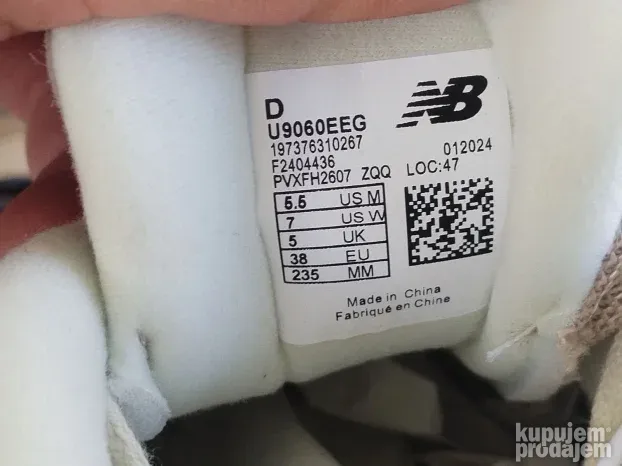 D
NB
U9060EEG
197376310267
F2404436
012024
PVXFH2607 ZQQ
LOC:47
5.5 US M
7 US W
5 UK
38 EU
235 MM
Made in China
Fabriqué en Chine
kupujem
prodajem